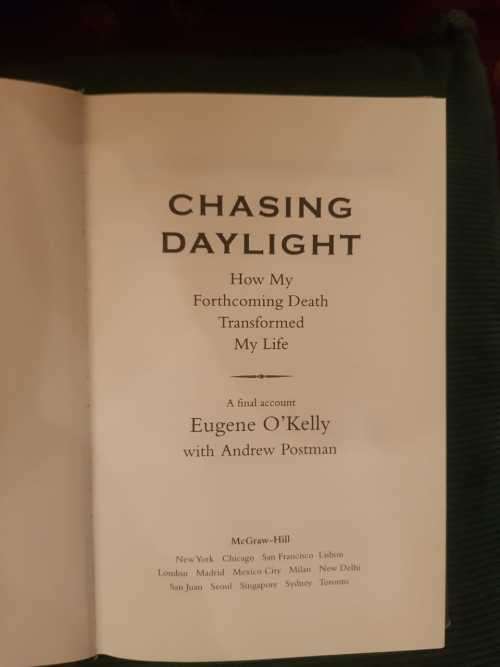 CHASING
DAYLIGHT
How My
Forthcoming Death
Transformed
My Life
A final account
Eugene O'Kelly
with Andrew Postman
McGraw-Hill
New York Chicago San Francisco Lisbon
London Madrid Mexico City Milan New Delhi
San Juan Seoul Singapore Sydney Toronto